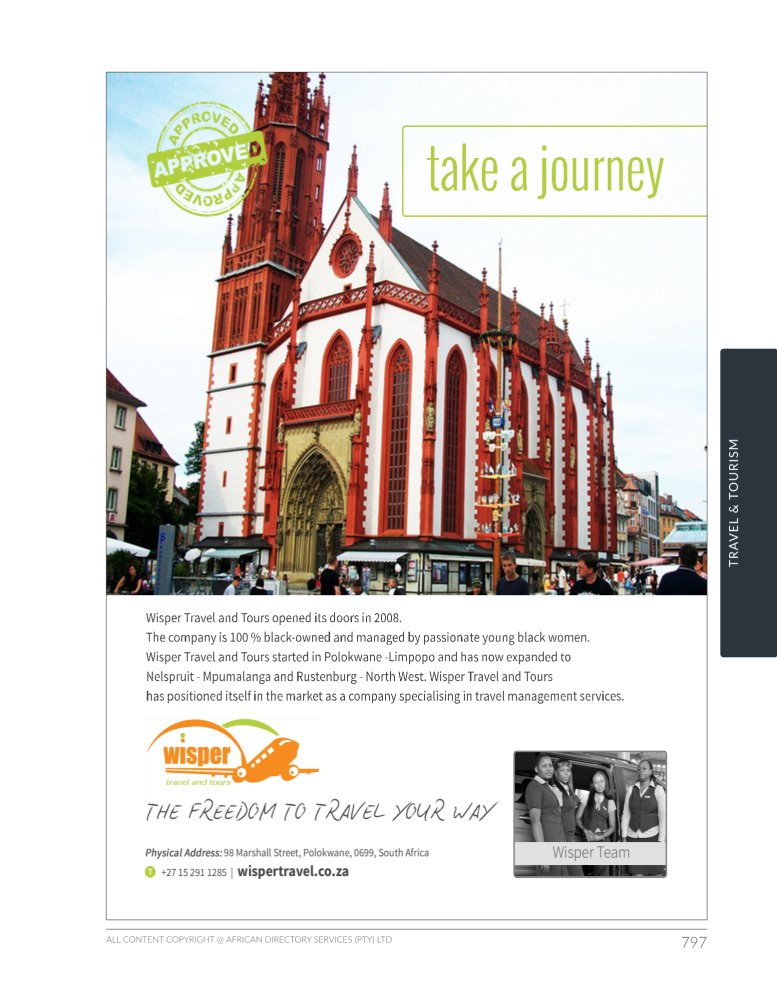 APPROVED
APPROVED
APPROVED
take a journey
TRAVEL & TOURISM
Wisper Travel and Tours opened its doors in 2008.
The company is 100 % black-owned and managed by passionate young black women.
Wisper Travel and Tours started in Polokwane -Limpopo and has now expanded to
Nelspruit - Mpumalanga and Rustenburg - North West. Wisper Travel and Tours
has positioned itself in the market as a company specialising in travel management services.
wisper
travel and tours
THE FREEDOM TO TRAVEL YOUR WAY
Wisper Team
Physical Address: 98 Marshall Street, Polokwane, 0699, South Africa
T +27 15 291 1285 | wispertravel.co.za
ALL CONTENT COPYRIGHT @ AFRICAN DIRECTORY SERVICES (PTY) LTD
797